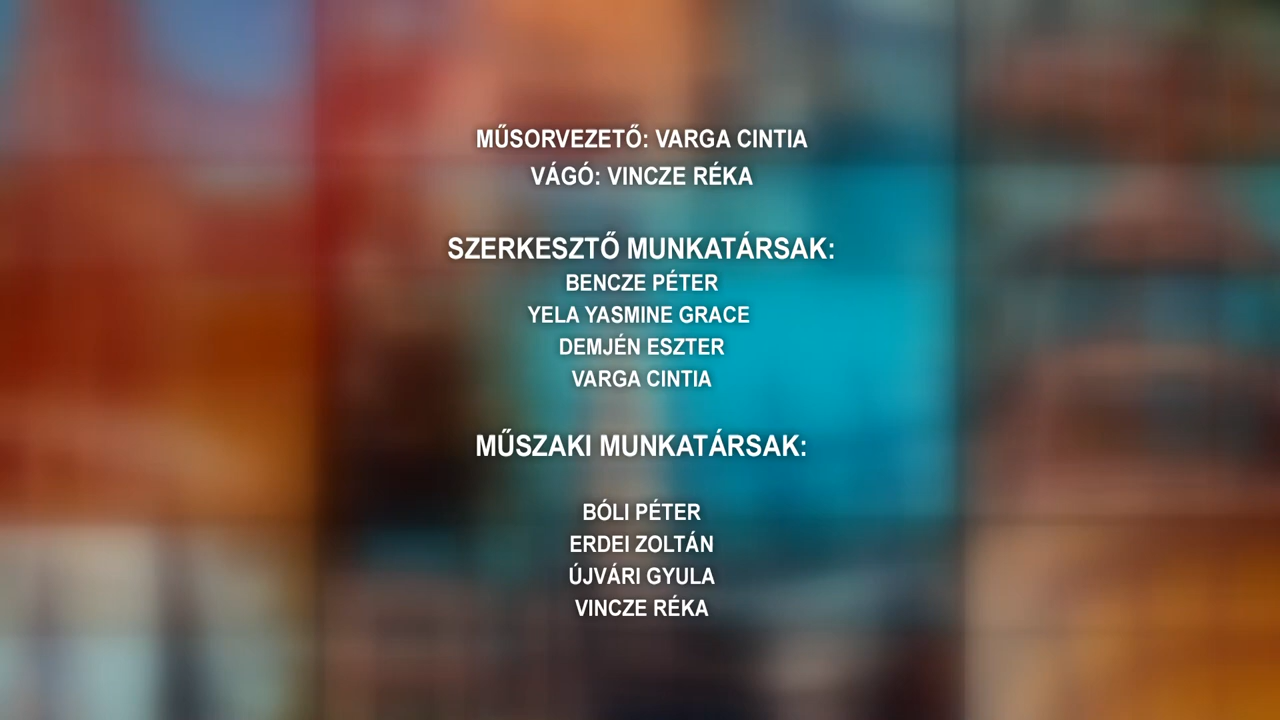 MŰSORVEZETŐ: VARGA CINTIA
VÁGÓ: VINCZE RÉKA
SZERKESZTŐ MUNKATÁRSAK:
BENCZE PÉTER
YELA YASMINE GRACE
DEMJÉN ESZTER
VARGA CINTIA
MŰSZAKI MUNKATÁRSAK:
BÓLI PÉTER
ERDEI ZOLTÁN
ÚJVÁRI GYULA
VINCZE RÉKA